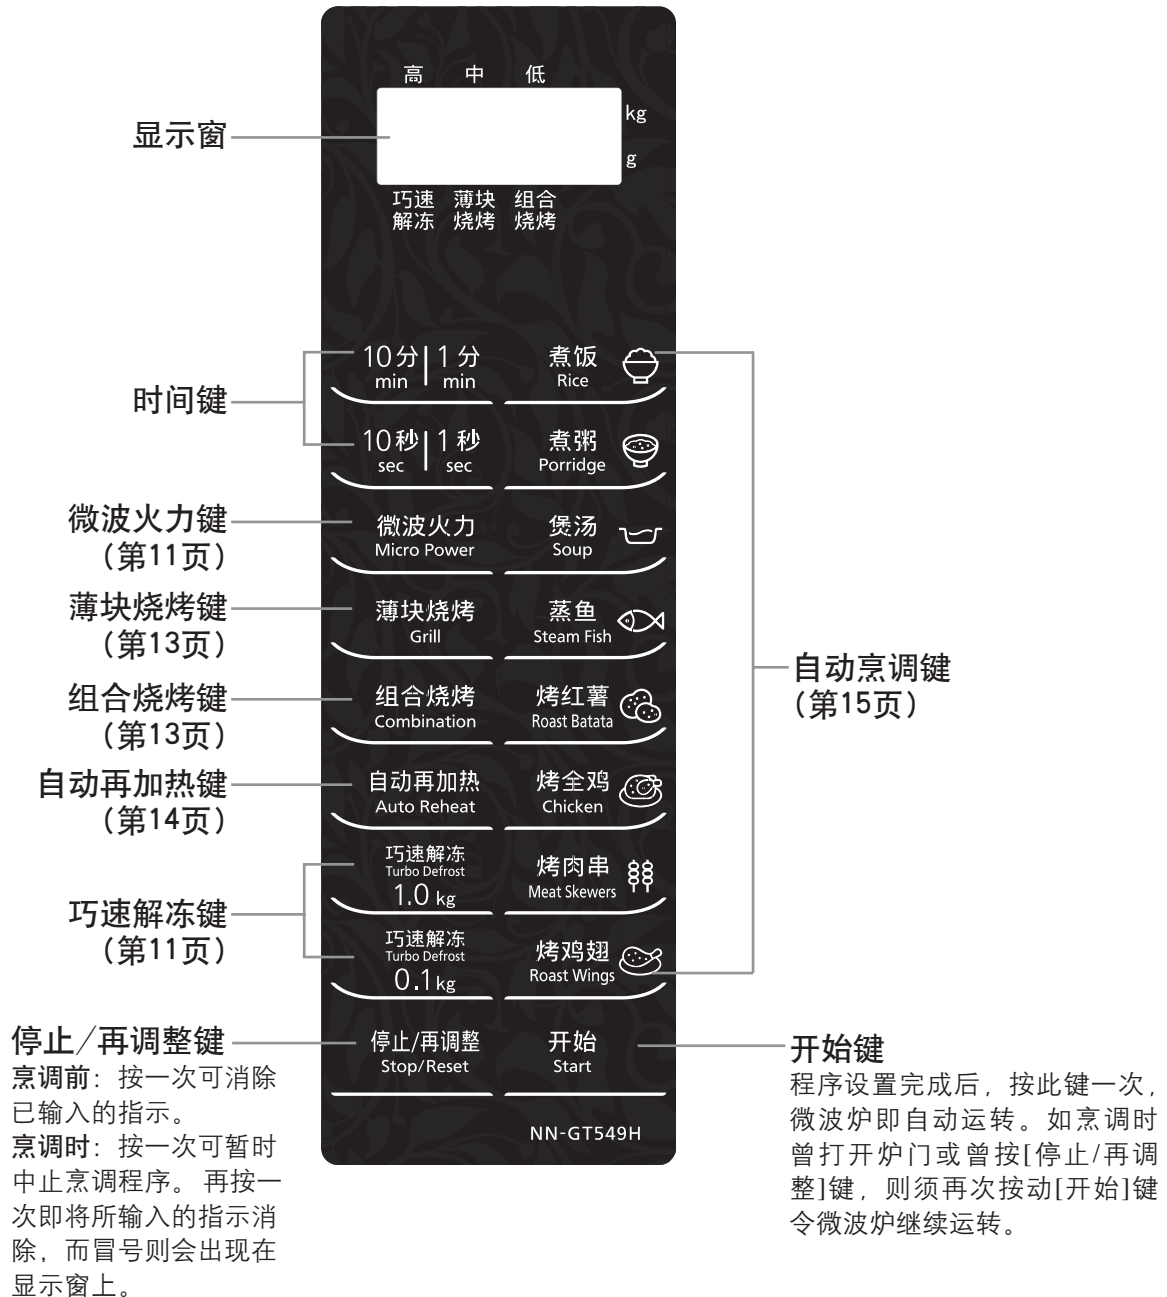 高 中 低
kg
显示窗
g
巧速 薄块 组合
解冻 烧烤 烧烤
时间键
10分|1分
min min
10秒|1秒
sec sec
微波火力键
(第11页)
微波火力
Micro Power
薄块烧烤键
(第13页)
薄块烧烤
Grill
组合烧烤键
(第13页)
组合烧烤
Combination
自动再加热键
(第14页)
自动再加热
Auto Reheat
巧速解冻键
(第11页)
巧速解冻
Turbo Defrost
1.0 kg
巧速解冻
Turbo Defrost
0.1 kg
煮饭
Rice
煮粥
Porridge
煲汤
Soup
蒸鱼
Steam Fish
烤红薯
Roast Batata
烤全鸡
Chicken
烤肉串
Meat Skewers
烤鸡翅
Roast Wings
自动烹调键
(第15页)
停止/再调整
Stop/Reset
开始
Start
NN-GT549H
停止/再调整键
烹调前：按一次可消除
已输入的指示。
烹调时：按一次可暂时
中止烹调程序。再按一
次即将所输入的指示消
除，而冒号则会出现在
显示窗上。
开始键
程序设置完成后，按此键一次，
微波炉即自动运转。如烹调时
曾打开炉门或曾按[停止/再调
整]键，则须再次按动[开始]键
令微波炉继续运转。